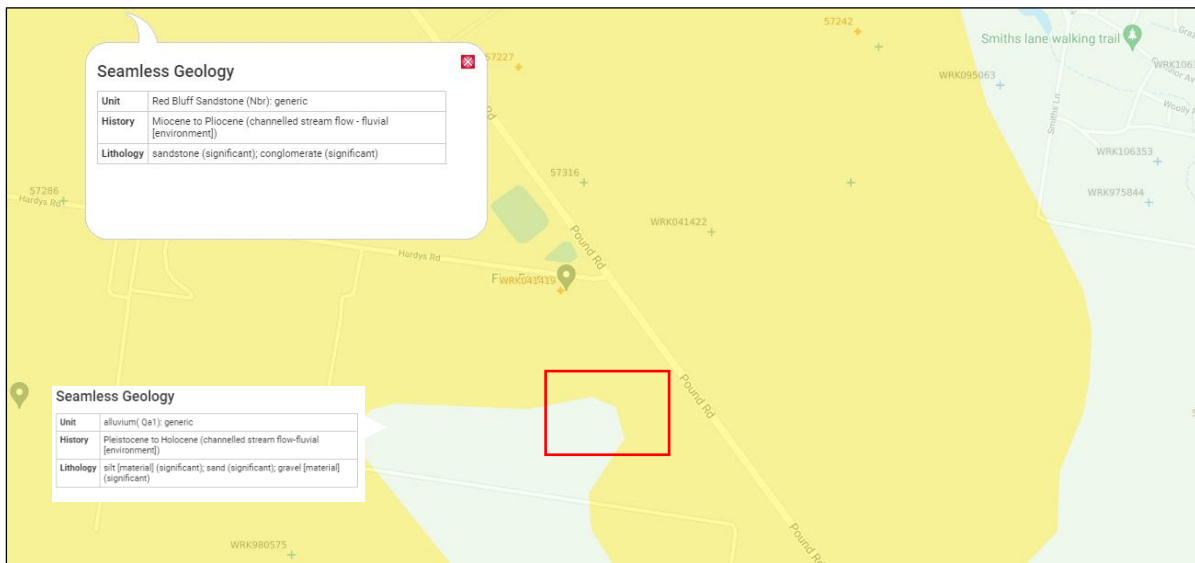 57242
Smiths lane walking trail
Seamless Geology
57227
WRK095063
Unit Red Bluff Sandstone (Nbr): generic
History Miocene to Pliocene (channelled stream flow - fluvial
[environment])
Lithology sandstone (significant); conglomerate (significant)
Rd
Smiths Ln
WRK106353
57316
WRK975844
57286
Hardys Rd
WRK041422
Pound Rd
Hardys Rd
WRK041419
Pound Rd
Seamless Geology
Unit alluvium( Qa1): generic
History Pleistocene to Holocene (channelled stream flow-fluvial
[environment])
Lithology silt [material] (significant); sand (significant); gravel [material]
(significant)
Pound Rd
WRK980575